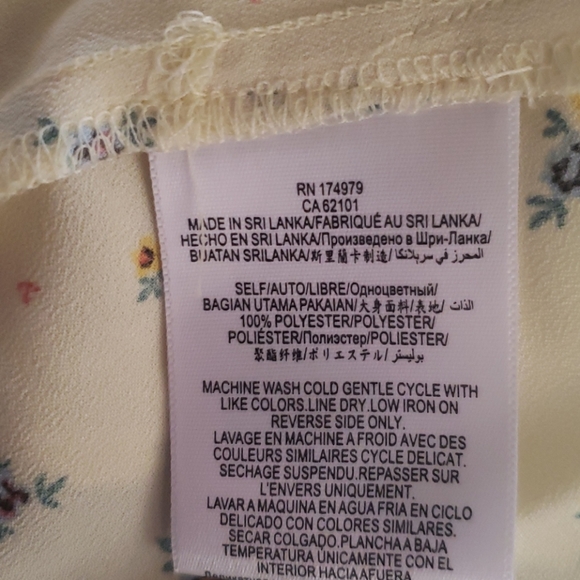 RN 174979
CA 62101
MADE IN SRI LANKA/FABRIQUÉ AU SRI LANKA/
HECHO EN SRI LANKA/Произведено в Шри-Ланка/
BUATAN SRILANKA/斯里蘭卡制造/ المحرز في سريلانكا
SELF/AUTO/LIBRE/Одноцветный/
BAGIAN UTAMA PAKAIAN/大身面料/表地/ الذات
100% POLYESTER/POLYESTER/
POLIÉSTER/Полиэстер/POLIESTER/
聚酯纤维/ポリエステル/ بوليستر
MACHINE WASH COLD GENTLE CYCLE WITH
LIKE COLORS.LINE DRY.LOW IRON ON
REVERSE SIDE ONLY.
LAVAGE EN MACHINE A FROID AVEC DES
COULEURS SIMILAIRES CYCLE DELICAT.
SECHAGE SUSPENDU.REPASSER SUR
L'ENVERS UNIQUEMENT.
LAVAR A MAQUINA EN AGUA FRIA EN CICLO
DELICADO CON COLORES SIMILARES.
SECAR COLGADO.PLANCHA A BAJA
TEMPERATURA ÚNICAMENTE CON EL
INTERIOR HACIA AFUERA